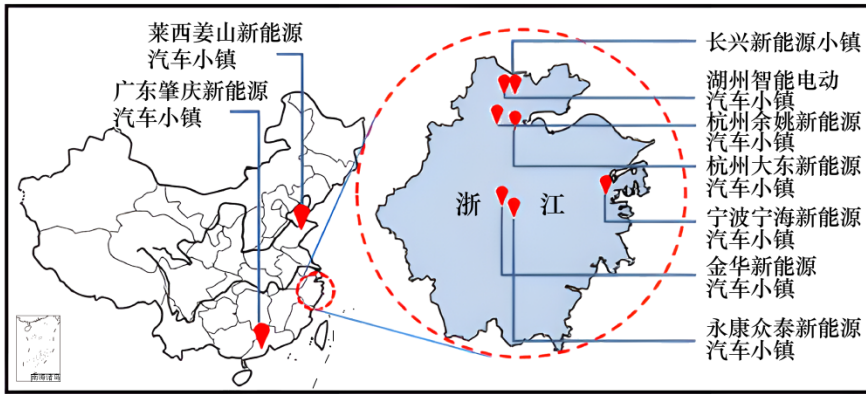 莱西姜山新能源
汽车小镇
广东肇庆新能源
汽车小镇
长兴新能源小镇
湖州智能电动
汽车小镇
杭州余姚新能源
汽车小镇
杭州大东新能源
汽车小镇
浙 江
宁波宁海新能源
汽车小镇
金华新能源
汽车小镇
永康众泰新能源
汽车小镇
南海诸岛